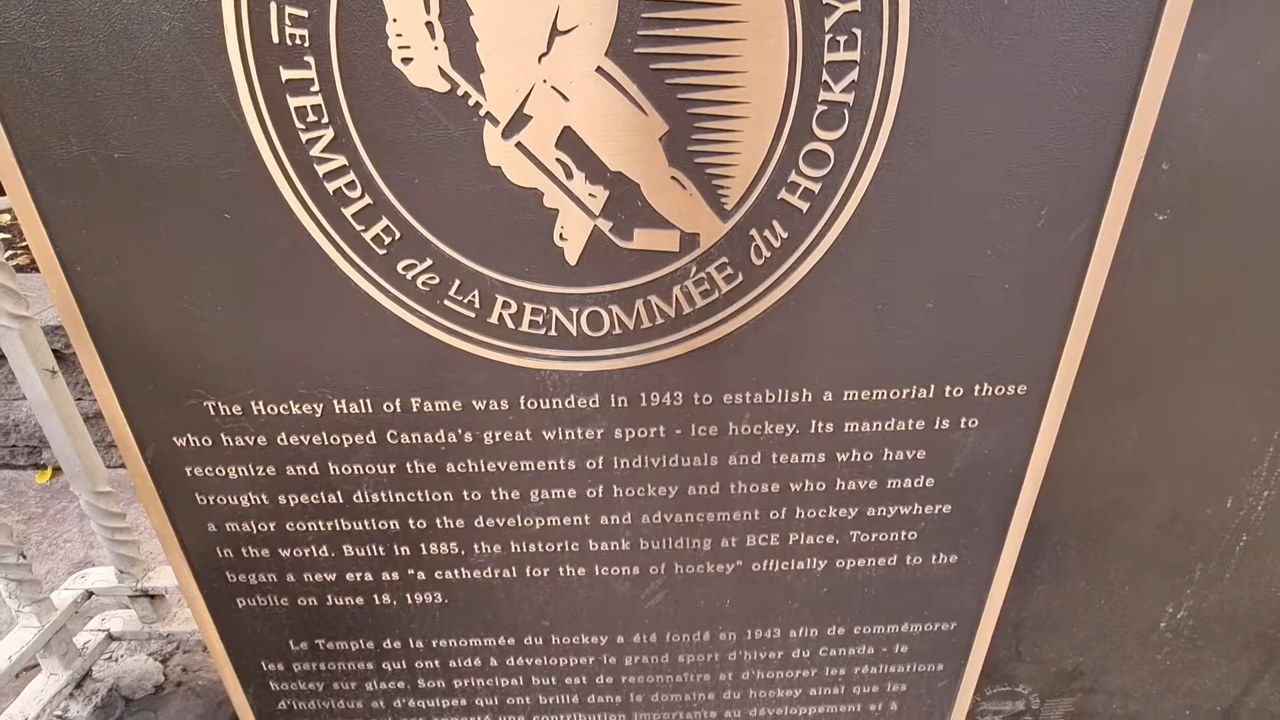 LE TEMPLE de LA RENOMMÉE du HOCKEY
The Hockey Hall of Fame was founded in 1943 to establish a memorial to those
who have developed Canada's great winter sport - ice hockey. Its mandate is to
recognize and honour the achievements of individuals and teams who have
brought special distinction to the game of hockey and those who have made
a major contribution to the development and advancement of hockey anywhere
in the world. Built in 1885, the historic bank building at BCE Place, Toronto
began a new era as "a cathedral for the icons of hockey" officially opened to the
public on June 18, 1993.
Le Temple de la renommée du hockey a été fondé en 1943 afin de commémorer
les personnes qui ont aidé à développer le grand sport d'hiver du Canada - le
hockey sur glace. Son principal but est de reconnaître et d'honorer les réalisations
d'individus et d'équipes qui ont brillé dans le domaine du hockey ainsi que les
une contribution importante au développement et à